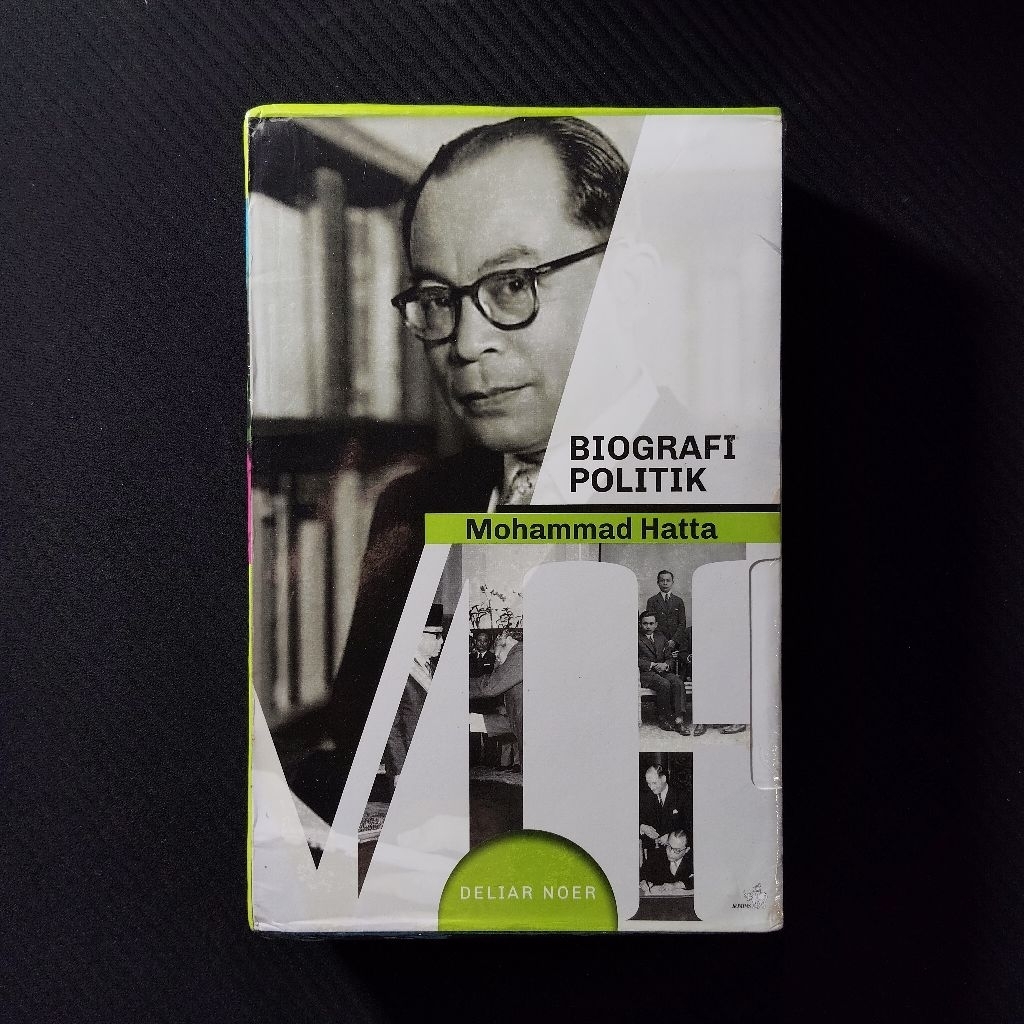 BIOGRAFI
POLITIK
Mohammad Hatta
DELIAR NOER